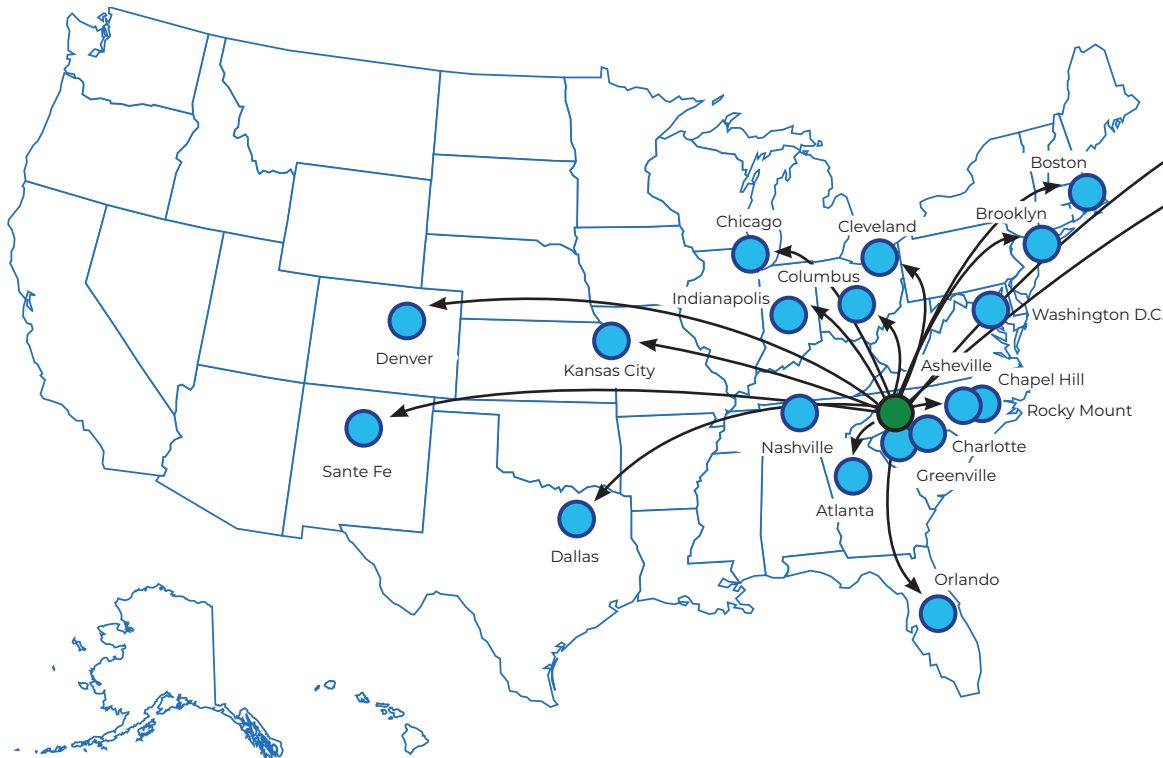 Boston
Brooklyn
Chicago
Cleveland
Columbus
Indianapolis
Washington D.C.
Denver
Kansas City
Asheville
Chapel Hill
Rocky Mount
Sante Fe
Nashville
Charlotte
Greenville
Atlanta
Dallas
Orlando